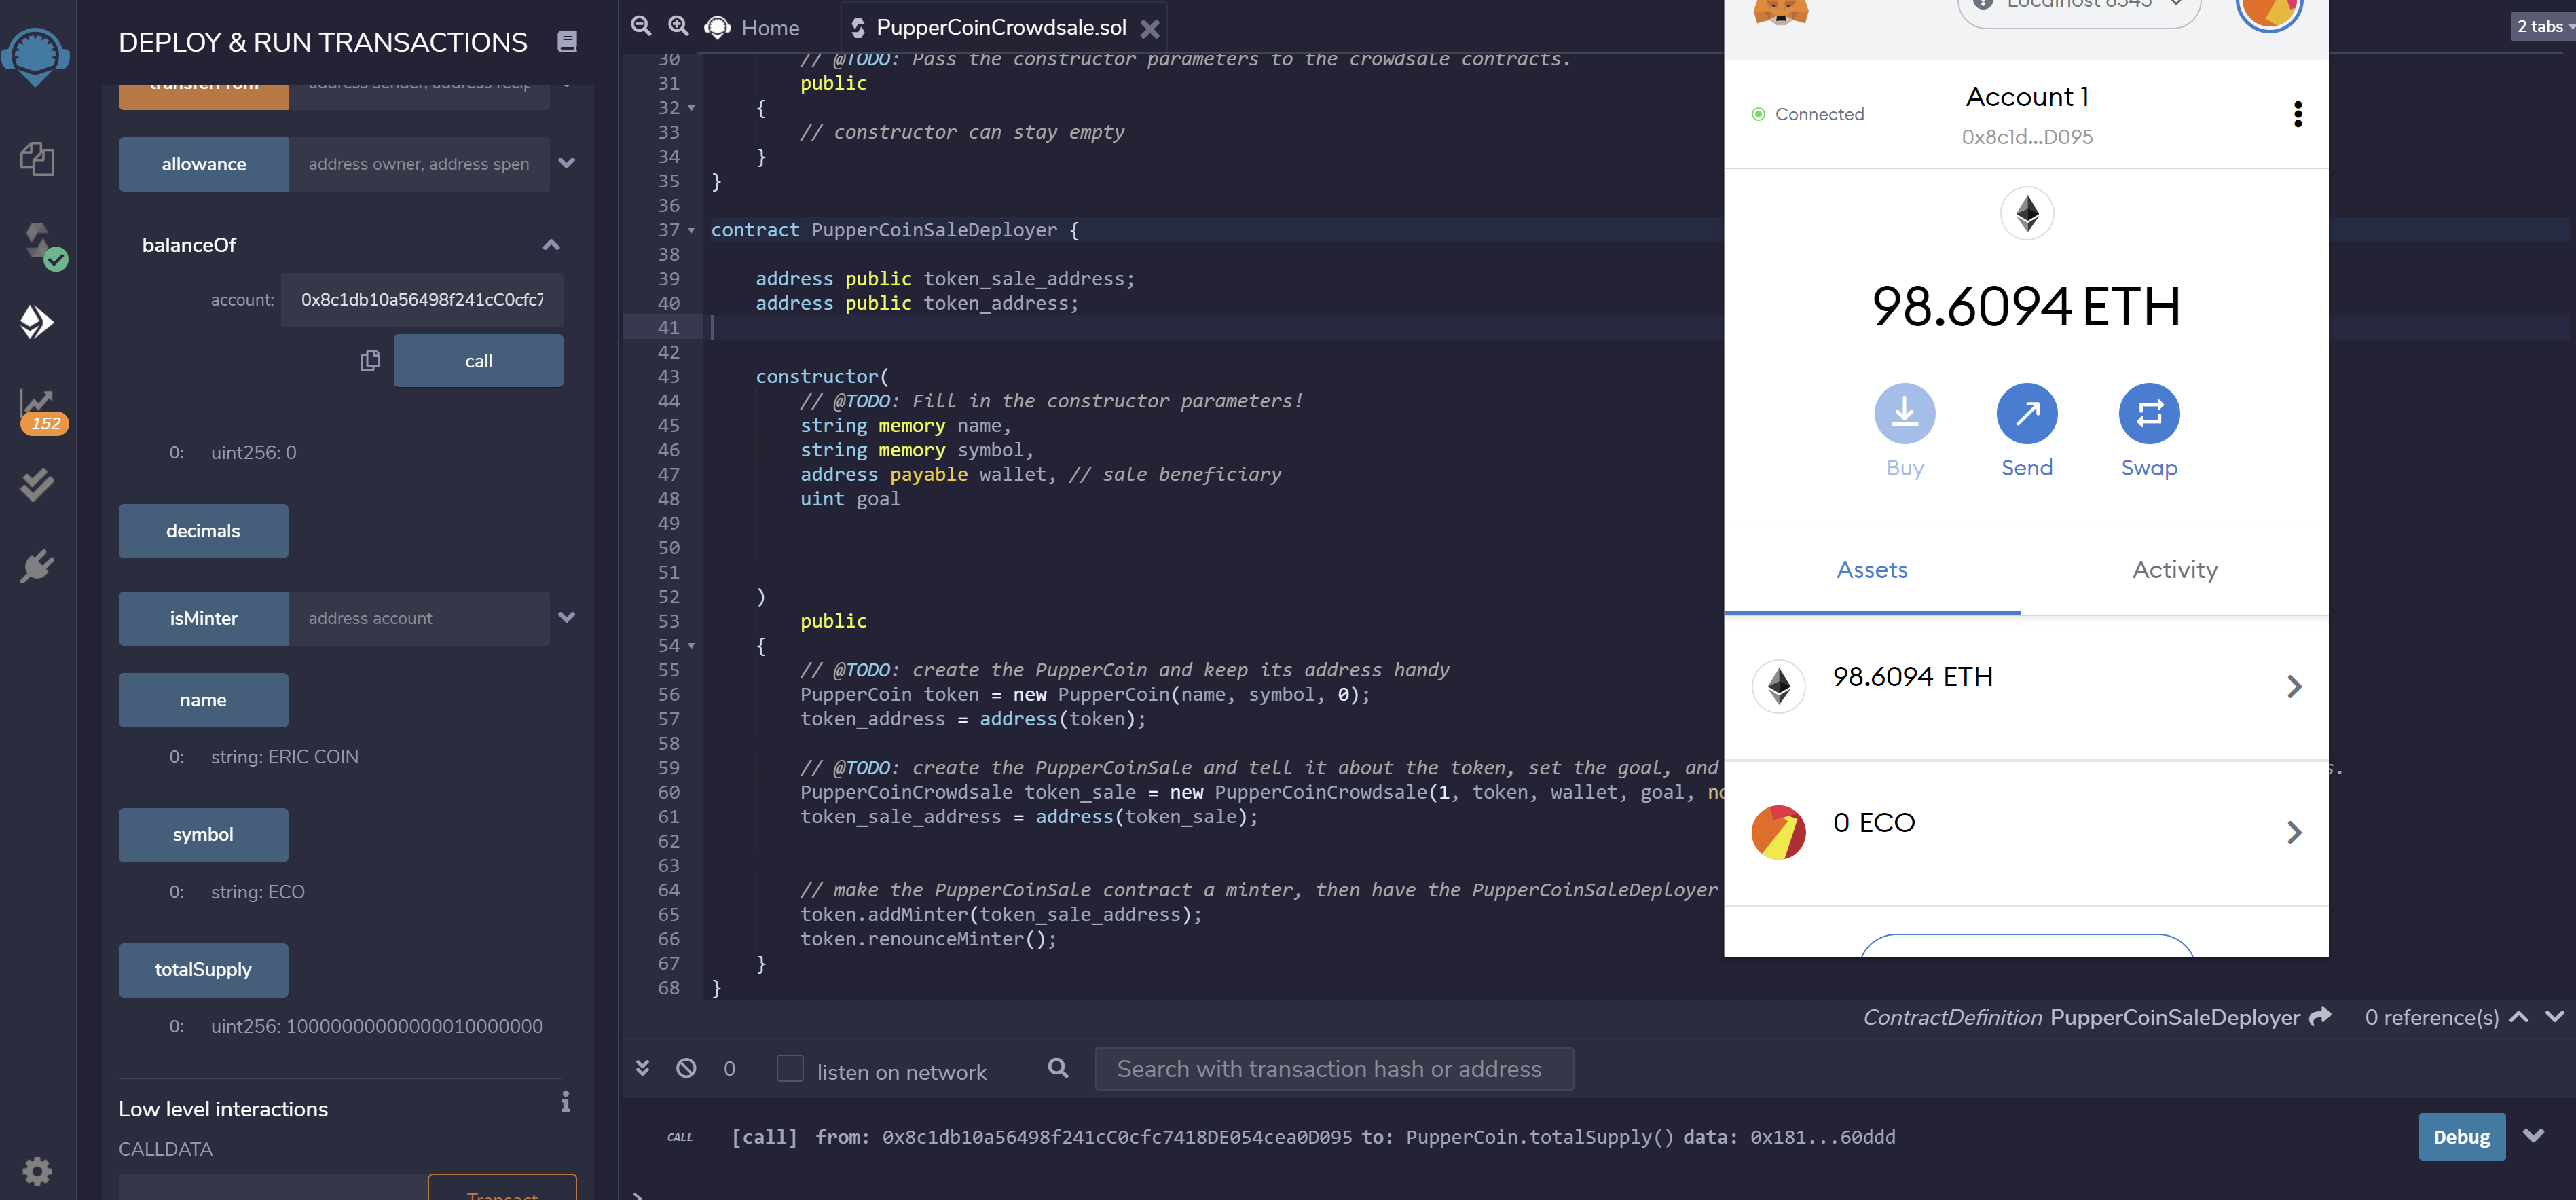 DEPLOY & RUN TRANSACTIONS
transferFrom address sender, address recip
allowance address owner, address spen
balanceOf
account: 0x8c1db10a56498f241cC0cfc7
call
152
0: uint256: 0
decimals
isMinter address account
name
0: string: ERIC COIN
symbol
0: string: ECO
totalSupply
0: uint256: 10000000000000010000000
Low level interactions
CALLDATA
Transact
Home PupperCoinCrowdsale.sol
2 tabs
30 // @TODO: Pass the constructor parameters to the crowdsale contracts.
31 public
32 {
33 // constructor can stay empty
34 }
35 }
36
37 contract PupperCoinSaleDeployer {
38
39 address public token_sale_address;
40 address public token_address;
41
42
43 constructor(
44 // @TODO: Fill in the constructor parameters!
45 string memory name,
46 string memory symbol,
47 address payable wallet, // sale beneficiary
48 uint goal
49
50
51
52 )
53 public
54 {
55 // @TODO: create the PupperCoin and keep its address handy
56 PupperCoin token = new PupperCoin(name, symbol, 0);
57 token_address = address(token);
58
59 // @TODO: create the PupperCoinSale and tell it about the token, set the goal, and s.
60 PupperCoinCrowdsale token_sale = new PupperCoinCrowdsale(1, token, wallet, goal, no
61 token_sale_address = address(token_sale);
62
63
64 // make the PupperCoinSale contract a minter, then have the PupperCoinSaleDeployer
65 token.addMinter(token_sale_address);
66 token.renounceMinter();
67 }
68 }
Localhost 8545
Connected
Account 1
0x8c1d...D095
98.6094 ETH
Buy Send Swap
Assets Activity
98.6094 ETH
0 ECO
ContractDefinition PupperCoinSaleDeployer 0 reference(s)
0 listen on network Search with transaction hash or address
CALL [call] from: 0x8c1db10a56498f241cC0cfc7418DE054cea0D095 to: PupperCoin.totalSupply() data: 0x181...60ddd
Debug
>